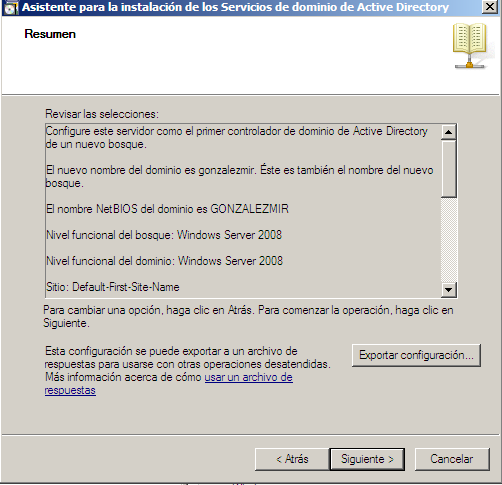 Asistente para la instalación de los Servicios de dominio de Active Directory
Resumen
Revisar las selecciones:
Configure este servidor como el primer controlador de dominio de Active Directory
de un nuevo bosque.
El nuevo nombre del dominio es gonzalezmir. Éste es también el nombre del nuevo
bosque.
El nombre NetBIOS del dominio es GONZALEZMIR
Nivel funcional del bosque: Windows Server 2008
Nivel funcional del dominio: Windows Server 2008
Sitio: Default-First-Site-Name
Para cambiar una opción, haga clic en Atrás. Para comenzar la operación, haga clic en
Siguiente.
Esta configuración se puede exportar a un archivo de
respuestas para usarse con otras operaciones desatendidas.
Más información acerca de cómo usar un archivo de
respuestas
Exportar configuración...
< Atrás
Siguiente >
Cancelar